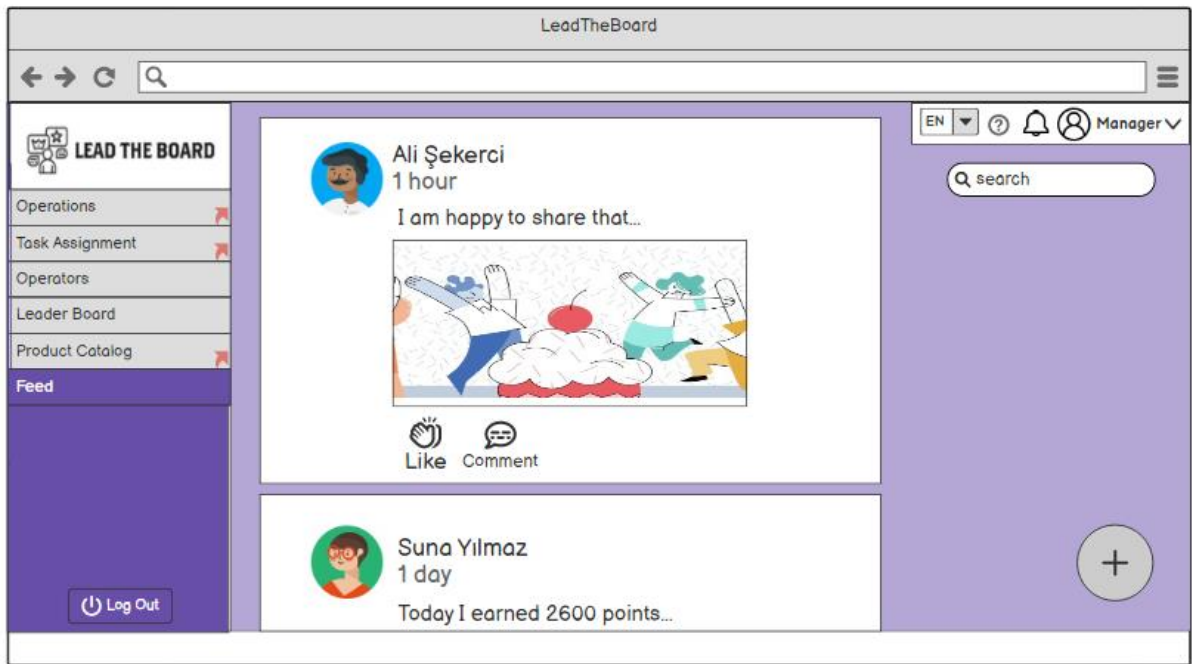 LeadTheBoard
LEAD THE BOARD
Operations
Task Assignment
Operators
Leader Board
Product Catalog
Feed
Log Out
Ali Şekerci
1 hour
I am happy to share that...
Like Comment
Suna Yılmaz
1 day
Today I earned 2600 points...
EN ? Manager
search
+